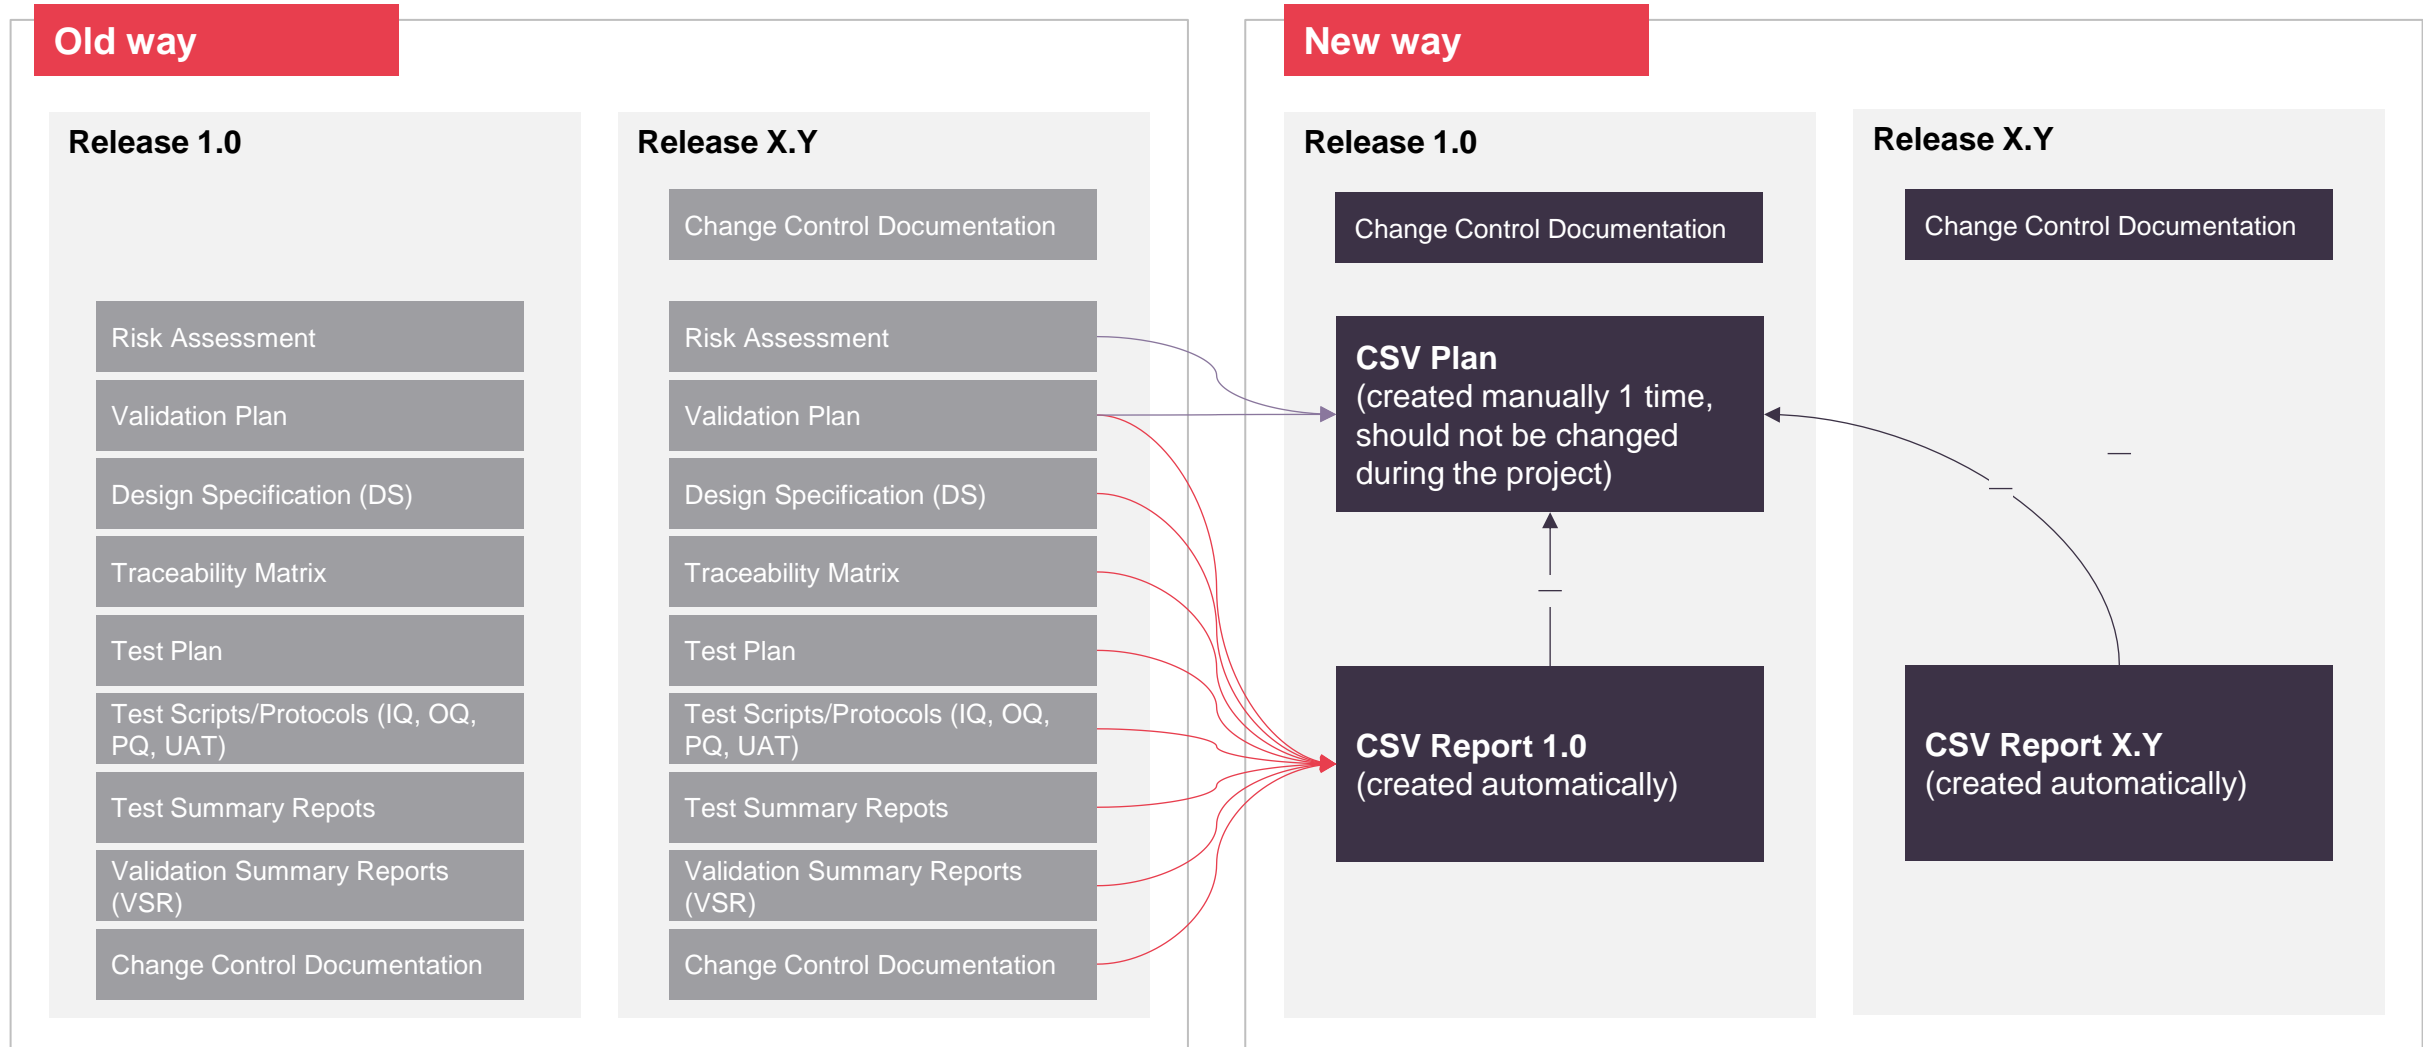 Old way
Release 1.0
Risk Assessment
Validation Plan
Design Specification (DS)
Traceability Matrix
Test Plan
Test Scripts/Protocols (IQ, OQ,
PQ, UAT)
Test Summary Repots
Validation Summary Reports
(VSR)
Change Control Documentation
Release X.Y
Change Control Documentation
Risk Assessment
Validation Plan
Design Specification (DS)
Traceability Matrix
Test Plan
Test Scripts/Protocols (IQ, OQ,
PQ, UAT)
Test Summary Repots
Validation Summary Reports
(VSR)
Change Control Documentation
New way
Release 1.0
Change Control Documentation
CSV Plan
(created manually 1 time,
should not be changed
during the project)
CSV Report 1.0
(created automatically)
Release X.Y
Change Control Documentation
CSV Report X.Y
(created automatically)